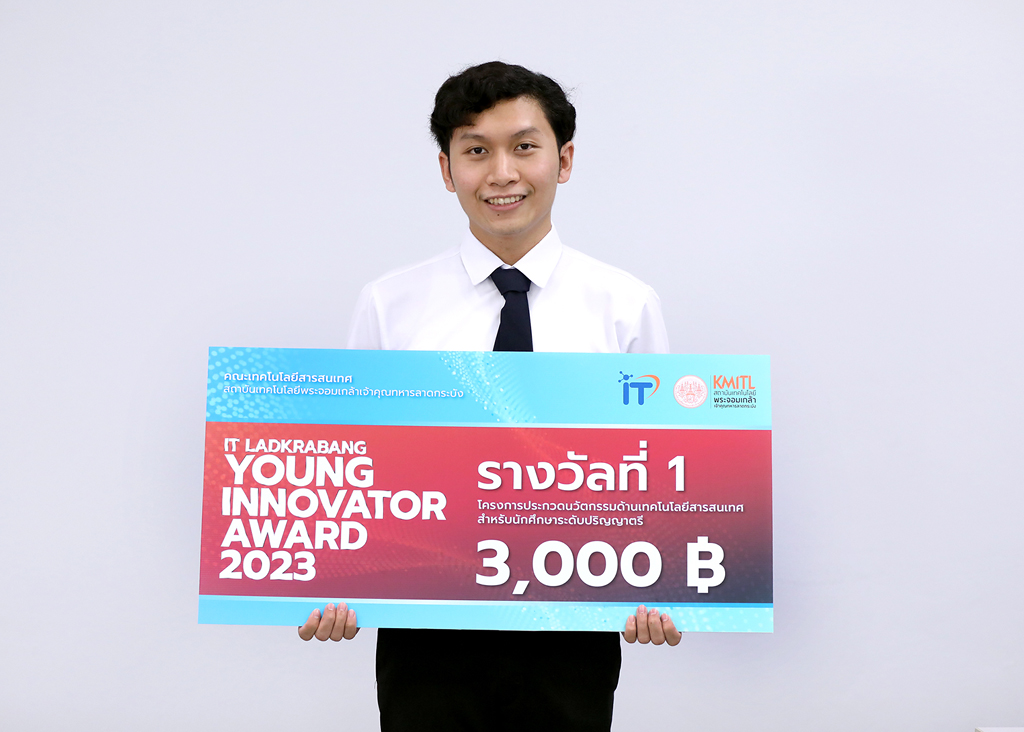 คณะเทคโนโลยีสารสนเทศ
สถาบันเทคโนโลยีพระจอมเกล้าเจ้าคุณทหารลาดกระบัง
iT
KMITL
สถาบันเทคโนโลยี
พระจอมเกล้า
เจ้าคุณทหารลาดกระบัง
IT LADKRABANG
YOUNG
INNOVATOR
AWARD
2023
รางวัลที่ 1
โครงการประกวดนวัตกรรมด้านเทคโนโลยีสารสนเทศ
สำหรับนักศึกษาระดับปริญญาตรี
3,000 ฿